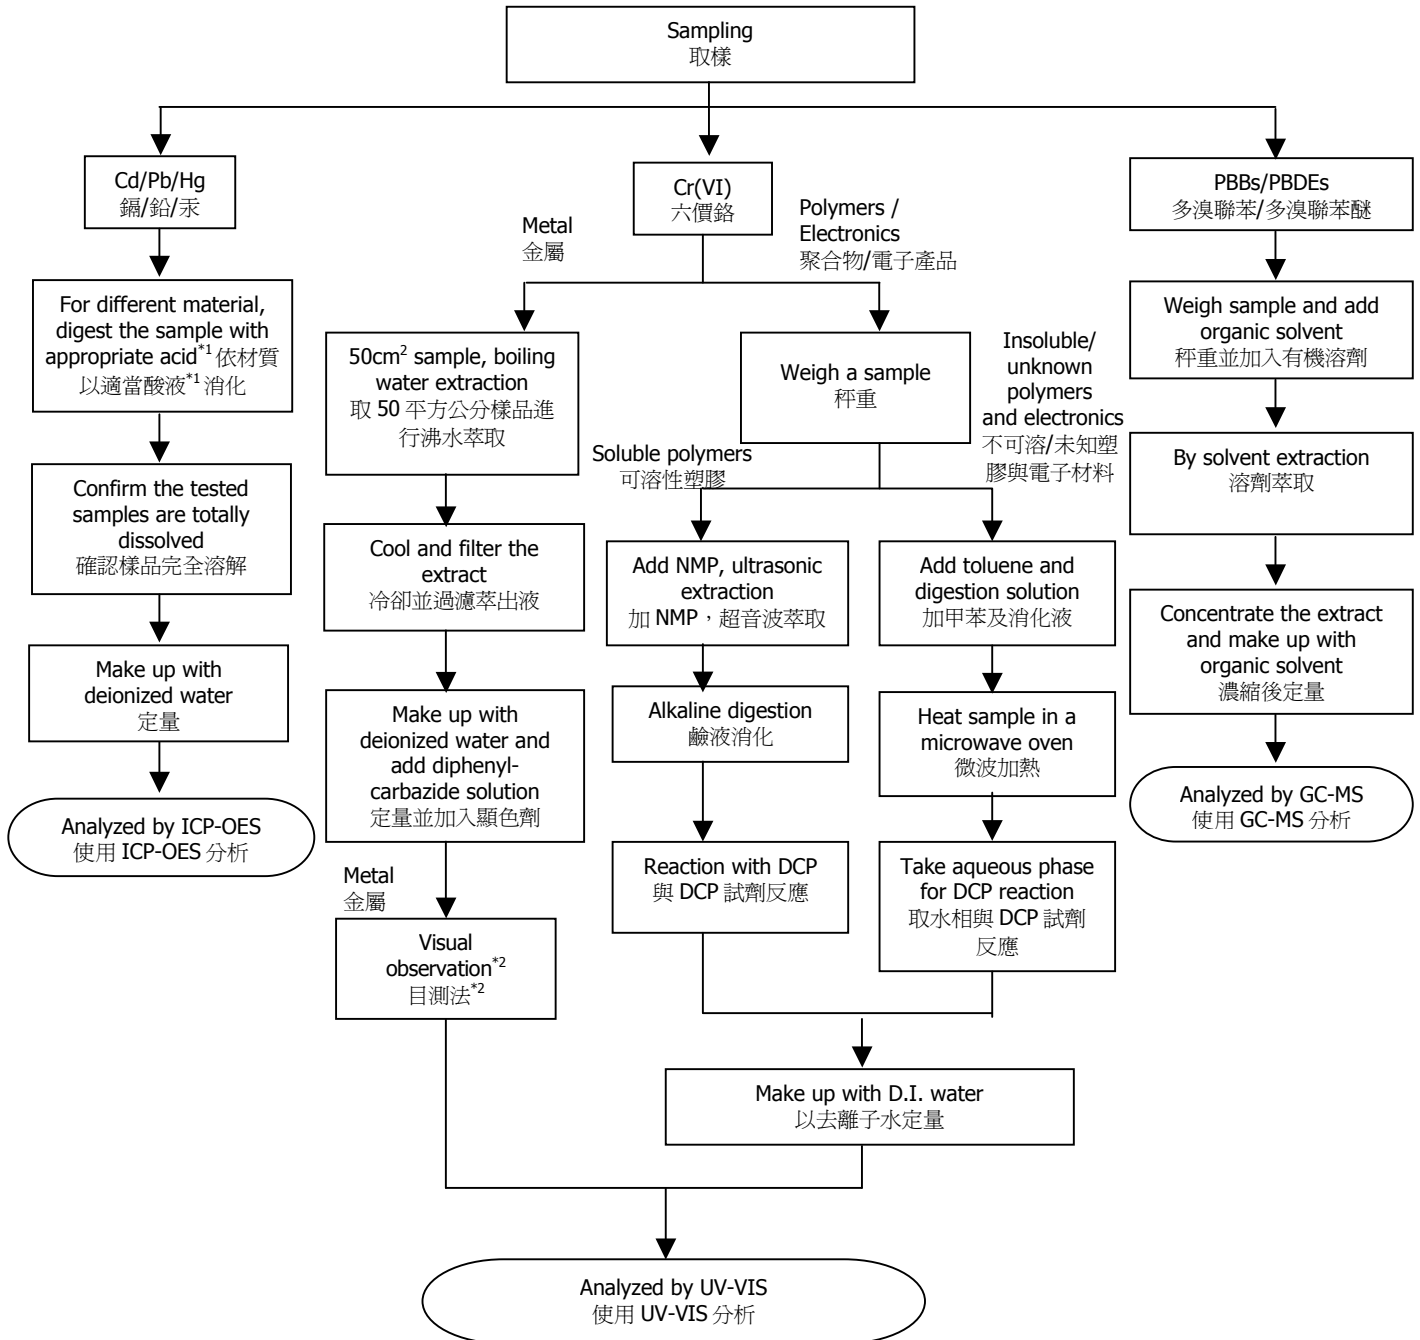 Sampling
取樣
Cd/Pb/Hg
鎘/鉛/汞
Cr(VI)
六價鉻
PBBs/PBDEs
多溴聯苯/多溴聯苯醚
Metal
金屬
Polymers /
Electronics
聚合物/電子產品
For different material,
digest the sample with
appropriate acid*1 依材質
以適當酸液*1 消化
50cm² sample, boiling
water extraction
取 50 平方公分樣品進
行沸水萃取
Weigh a sample
秤重
Insoluble/
unknown
polymers
and electronics
不可溶/未知塑
膠與電子材料
Weigh sample and add
organic solvent
秤重並加入有機溶劑
Soluble polymers
可溶性塑膠
Confirm the tested
samples are totally
dissolved
確認樣品完全溶解
Cool and filter the
extract
冷卻並過濾萃出液
Add NMP, ultrasonic
extraction
加 NMP，超音波萃取
Add toluene and
digestion solution
加甲苯及消化液
By solvent extraction
溶劑萃取
Make up with
deionized water
定量
Make up with
deionized water and
add diphenyl-
carbazide solution
定量並加入顯色劑
Alkaline digestion
鹼液消化
Heat sample in a
microwave oven
微波加熱
Concentrate the extract
and make up with
organic solvent
濃縮後定量
Analyzed by ICP-OES
使用 ICP-OES 分析
Metal
金屬
Visual
observation*2
目測法*2
Reaction with DCP
與 DCP 試劑反應
Take aqueous phase
for DCP reaction
取水相與 DCP 試劑
反應
Analyzed by GC-MS
使用 GC-MS 分析
Make up with D.I. water
以去離子水定量
Analyzed by UV-VIS
使用 UV-VIS 分析